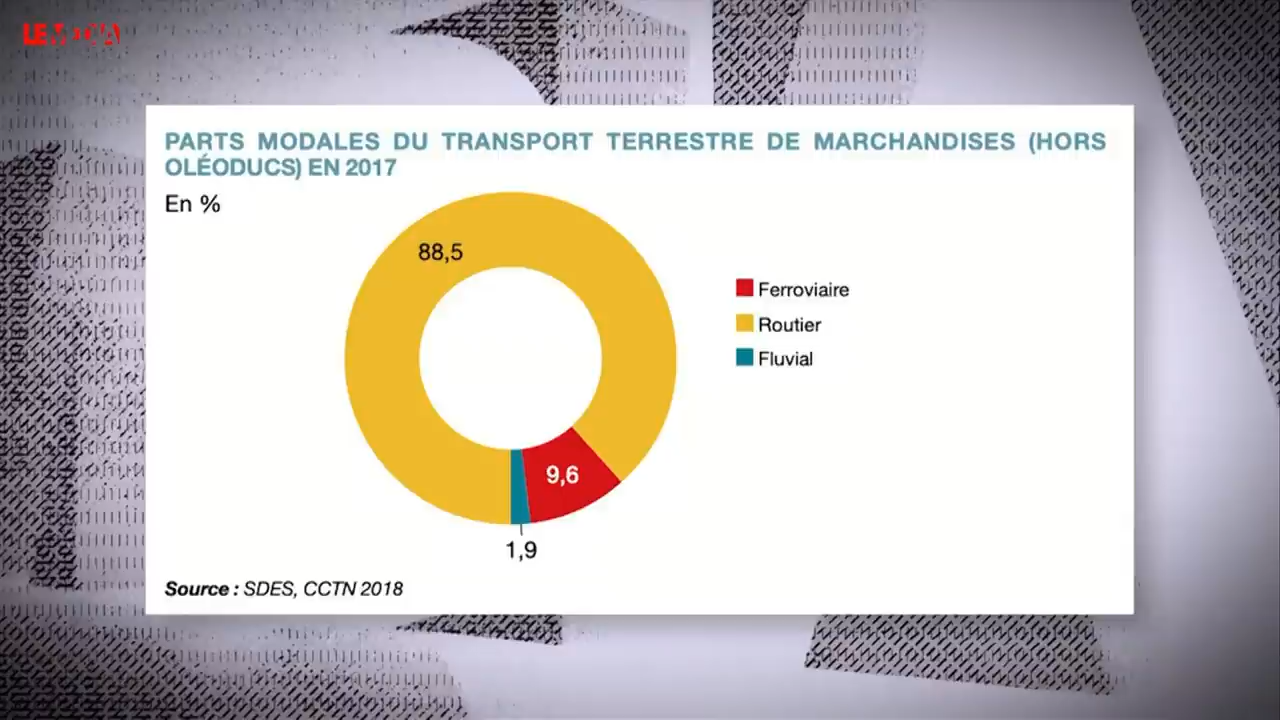 PARTS MODALES DU TRANSPORT TERRESTRE DE MARCHANDISES (HORS
OLÉODUCS) EN 2017
En %
88,5
Ferroviaire
Routier
Fluvial
9,6
1,9
Source : SDES, CCTN 2018